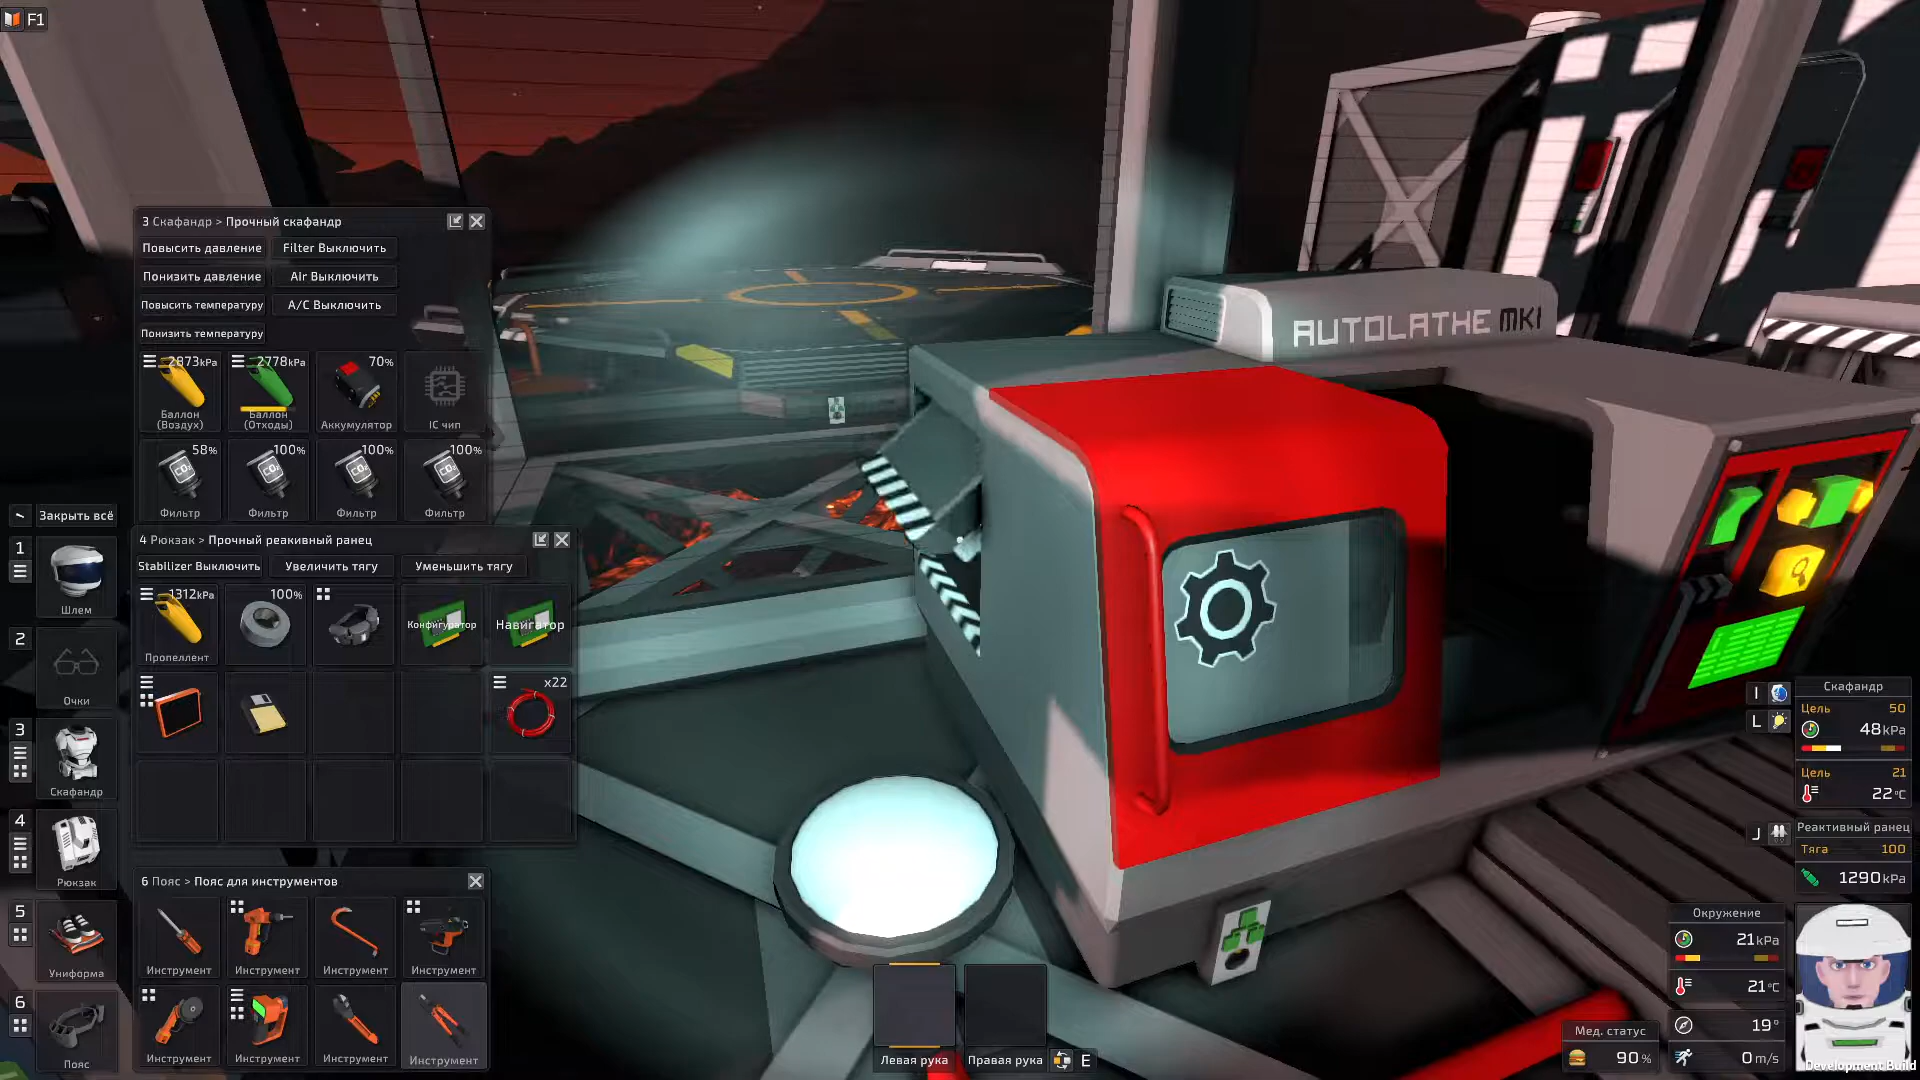 F1
AUTOLATHE MK1
3 Скафандр > Прочный скафандр
Повысить давление
Filter Выключить
Понизить давление
AIr Выключить
Повысить температуру
A/C Выключить
Понизить температуру
2873kPa
Баллон
(Воздух)
2778kPa
Баллон
(Отходы)
70%
Аккумулятор
IC чип
58%
Фильтр
100%
Фильтр
100%
Фильтр
100%
Фильтр
4 Рюкзак > Прочный реактивный ранец
StabIlizer Выключить
Увеличить тягу
Уменьшить тягу
1312kPa
Пропеллент
100%
Конфигуратор
Навигатор
x22
6 Пояс > Пояс для инструментов
Инструмент
Инструмент
Инструмент
Инструмент
Инструмент
Инструмент
Инструмент
Инструмент
Закрыть всё
1
Шлем
2
Очки
3
Скафандр
4
Рюкзак
5
Униформа
6
Пояс
Левая рука
Правая рука
E
I
L
Скафандр
Цель 50
48kPa
Цель 21
22°C
J
Реактивный ранец
Тяга 100
1290kPa
Окружение
21kPa
21°C
19°
0m/s
Мед. статус
90%
Development Build